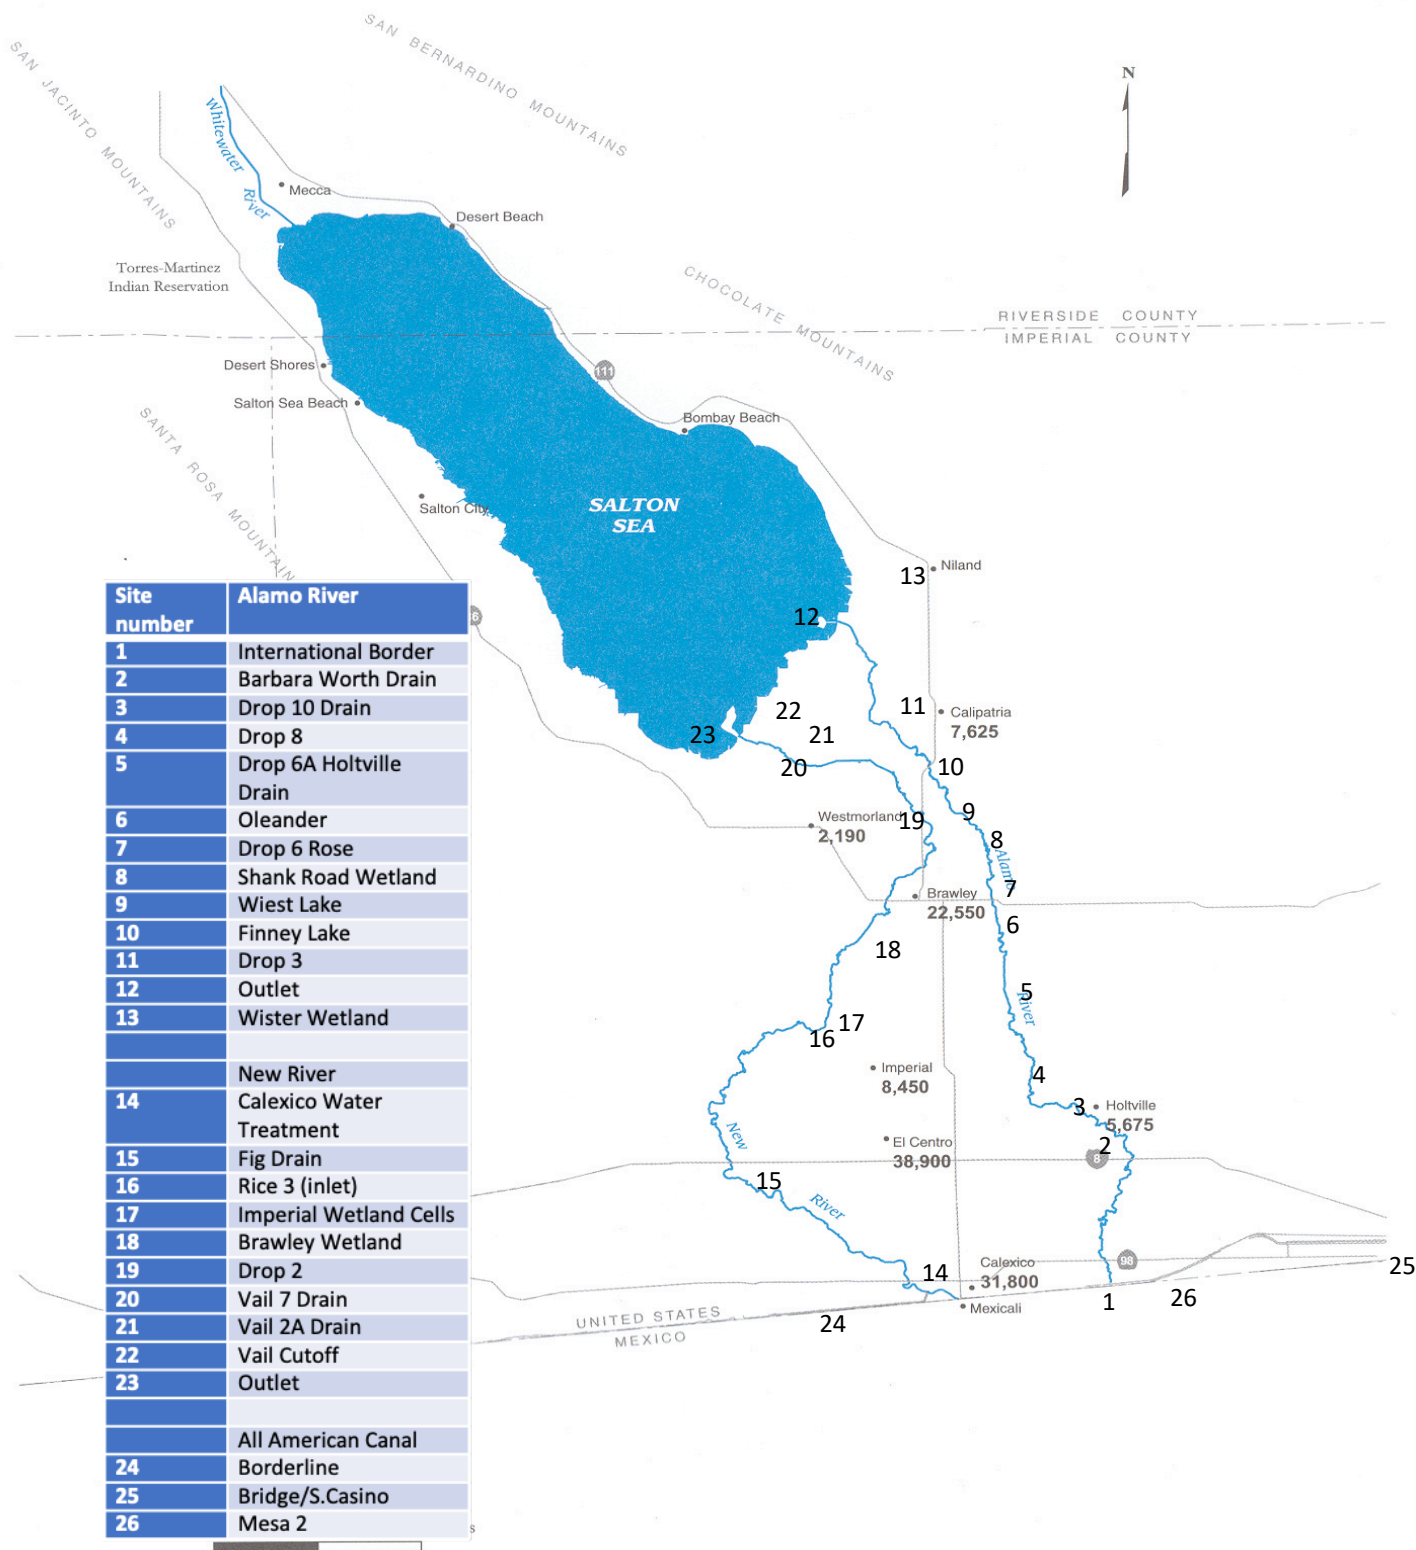 SAN BERNARDINO MOUNTAINS
SAN JACINTO MOUNTAINS
N
Whitewater
River
Mecca
Desert Beach
Torres-Martinez
Indian Reservation
CHOCOLATE MOUNTAINS
RIVERSIDE COUNTY
IMPERIAL COUNTY
Desert Shores
111
Salton Sea Beach
Bombay Beach
SANTA ROSA MOUNTAIN
Salton City
SALTON
SEA
Niland
13
12
6
11
Calipatria
7,625
22
23
21
20
10
9
Westmorland
2,190
19
8
Alamo
7
Brawley
22,550
6
18
5
River
17
16
4
Imperial
8,450
3
Holtville
5,675
New
El Centro
38,900
2
8
15
River
14
Calexico
31,800
98
25
1
26
Mexicali
UNITED STATES
MEXICO
24
Site number Alamo River
1 International Border
2 Barbara Worth Drain
3 Drop 10 Drain
4 Drop 8
5 Drop 6A Holtville
Drain
6 Oleander
7 Drop 6 Rose
8 Shank Road Wetland
9 Wiest Lake
10 Finney Lake
11 Drop 3
12 Outlet
13 Wister Wetland
New River
14 Calexico Water
Treatment
15 Fig Drain
16 Rice 3 (inlet)
17 Imperial Wetland Cells
18 Brawley Wetland
19 Drop 2
20 Vail 7 Drain
21 Vail 2A Drain
22 Vail Cutoff
23 Outlet
All American Canal
24 Borderline
25 Bridge/S.Casino
26 Mesa 2
s